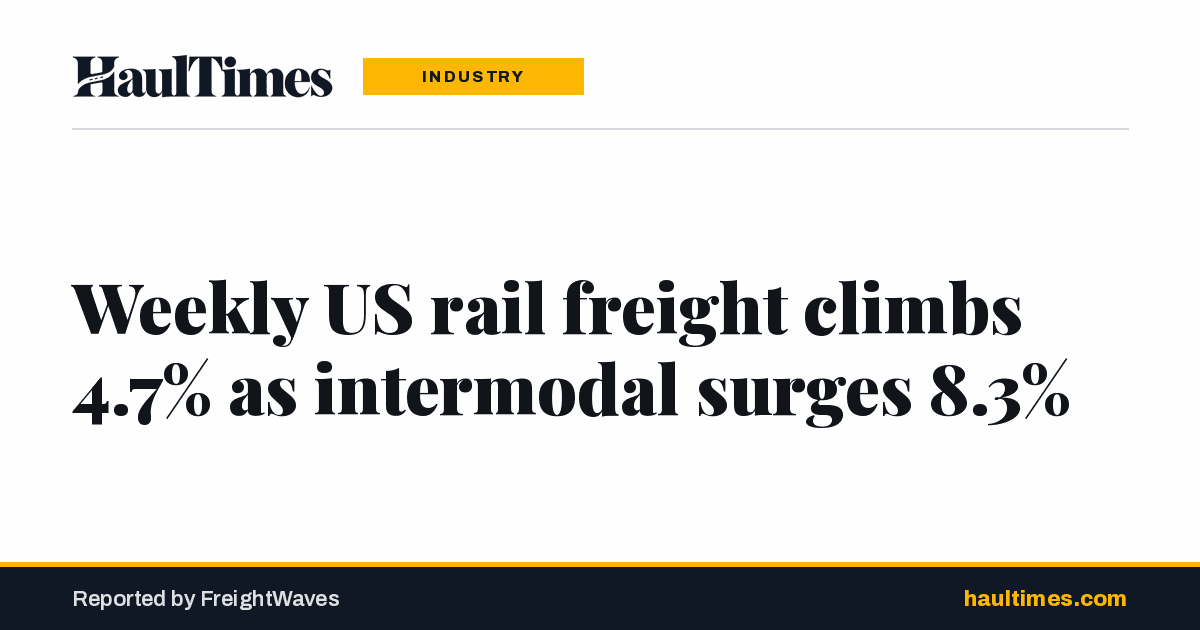 HaulTimes
INDUSTRY
Weekly US rail freight climbs
4.7% as intermodal surges 8.3%
Reported by FreightWaves
haultimes.com